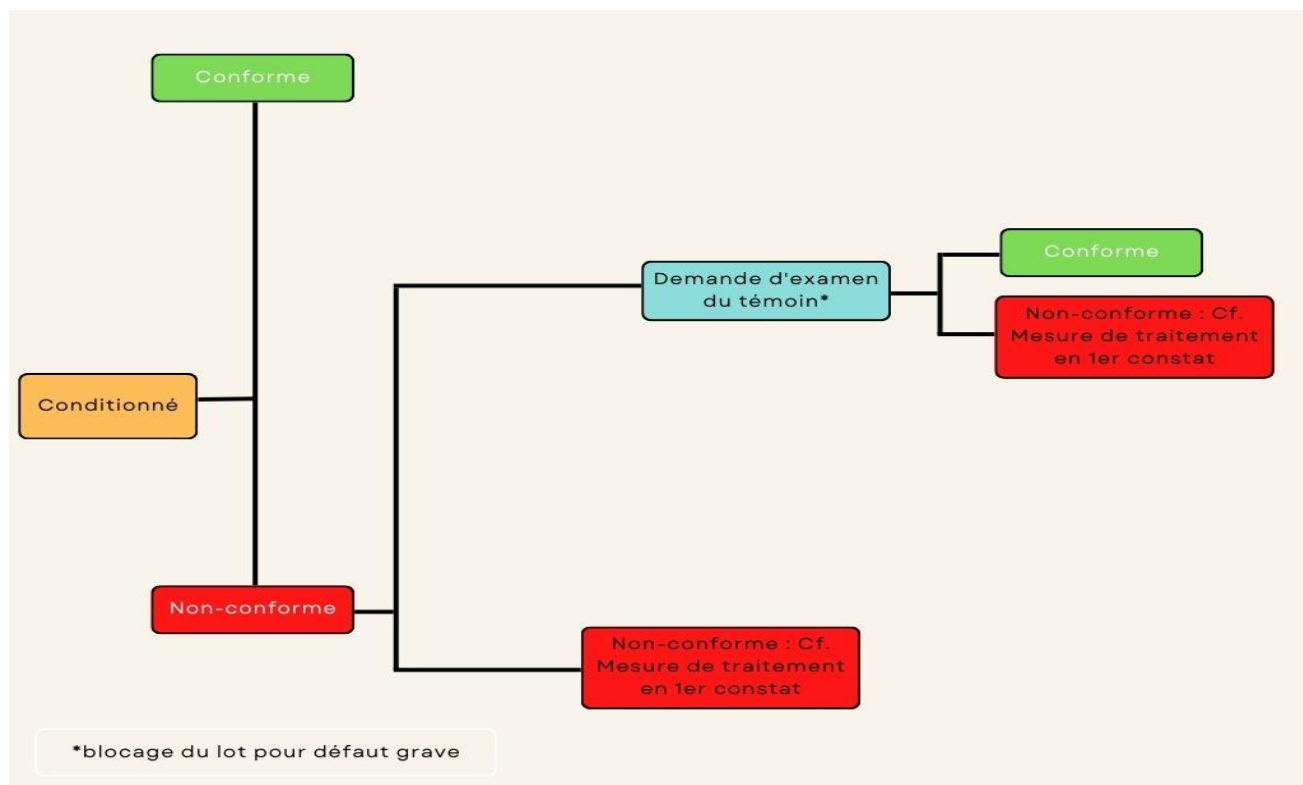 Conforme
Conforme
Demande d'examen
du témoin*
Non-conforme : Cf.
Mesure de traitement
en 1er constat
Conditionné
Non-conforme
Non-conforme : Cf.
Mesure de traitement
en 1er constat
*blocage du lot pour défaut grave